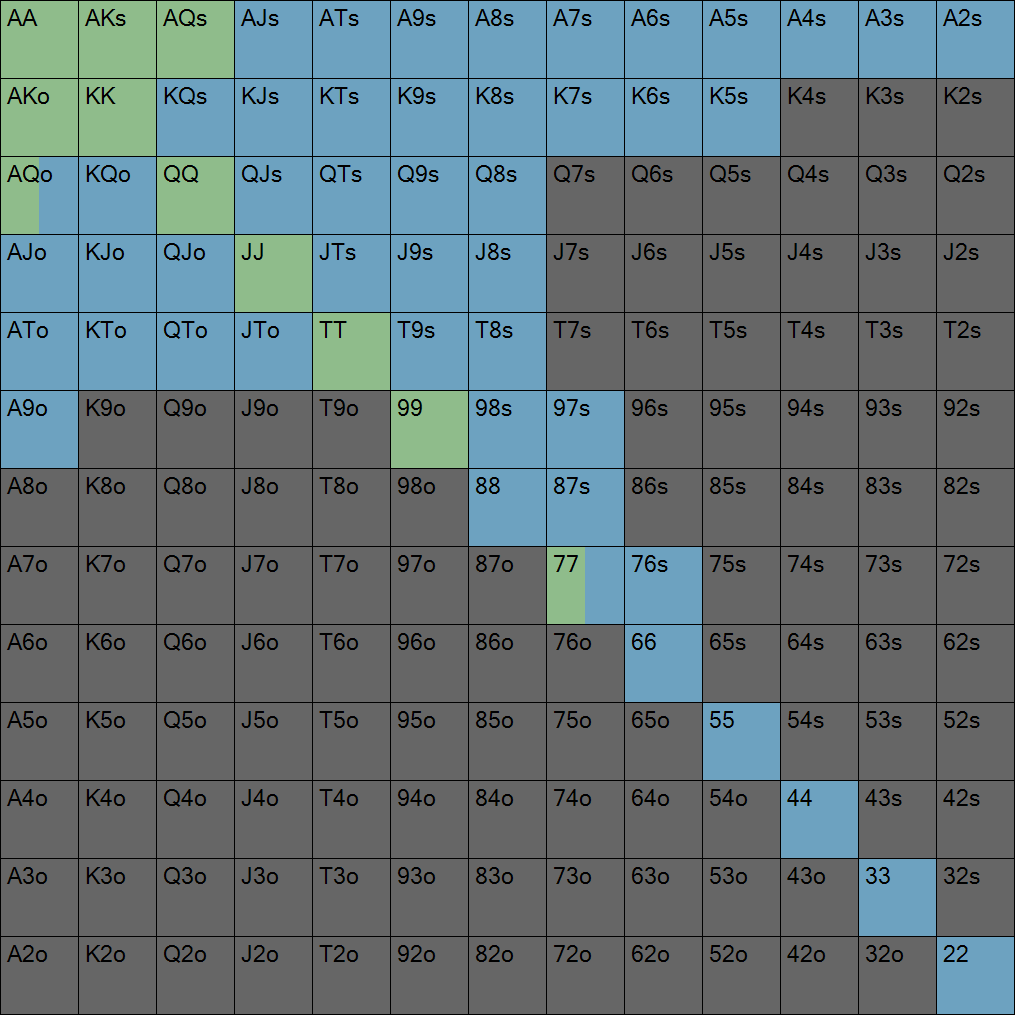 AA AKs AQs AJs ATs A9s A8s A7s A6s A5s A4s A3s A2s
AKo KK KQs KJs KTs K9s K8s K7s K6s K5s K4s K3s K2s
AQo KQo QQ QJs QTs Q9s Q8s Q7s Q6s Q5s Q4s Q3s Q2s
AJo KJo QJo JJ JTs J9s J8s J7s J6s J5s J4s J3s J2s
ATo KTo QTo JTo TT T9s T8s T7s T6s T5s T4s T3s T2s
A9o K9o Q9o J9o T9o 99 98s 97s 96s 95s 94s 93s 92s
A8o K8o Q8o J8o T8o 98o 88 87s 86s 85s 84s 83s 82s
A7o K7o Q7o J7o T7o 97o 87o 77 76s 75s 74s 73s 72s
A6o K6o Q6o J6o T6o 96o 86o 76o 66 65s 64s 63s 62s
A5o K5o Q5o J5o T5o 95o 85o 75o 65o 55 54s 53s 52s
A4o K4o Q4o J4o T4o 94o 84o 74o 64o 54o 44 43s 42s
A3o K3o Q3o J3o T3o 93o 83o 73o 63o 53o 43o 33 32s
A2o K2o Q2o J2o T2o 92o 82o 72o 62o 52o 42o 32o 22